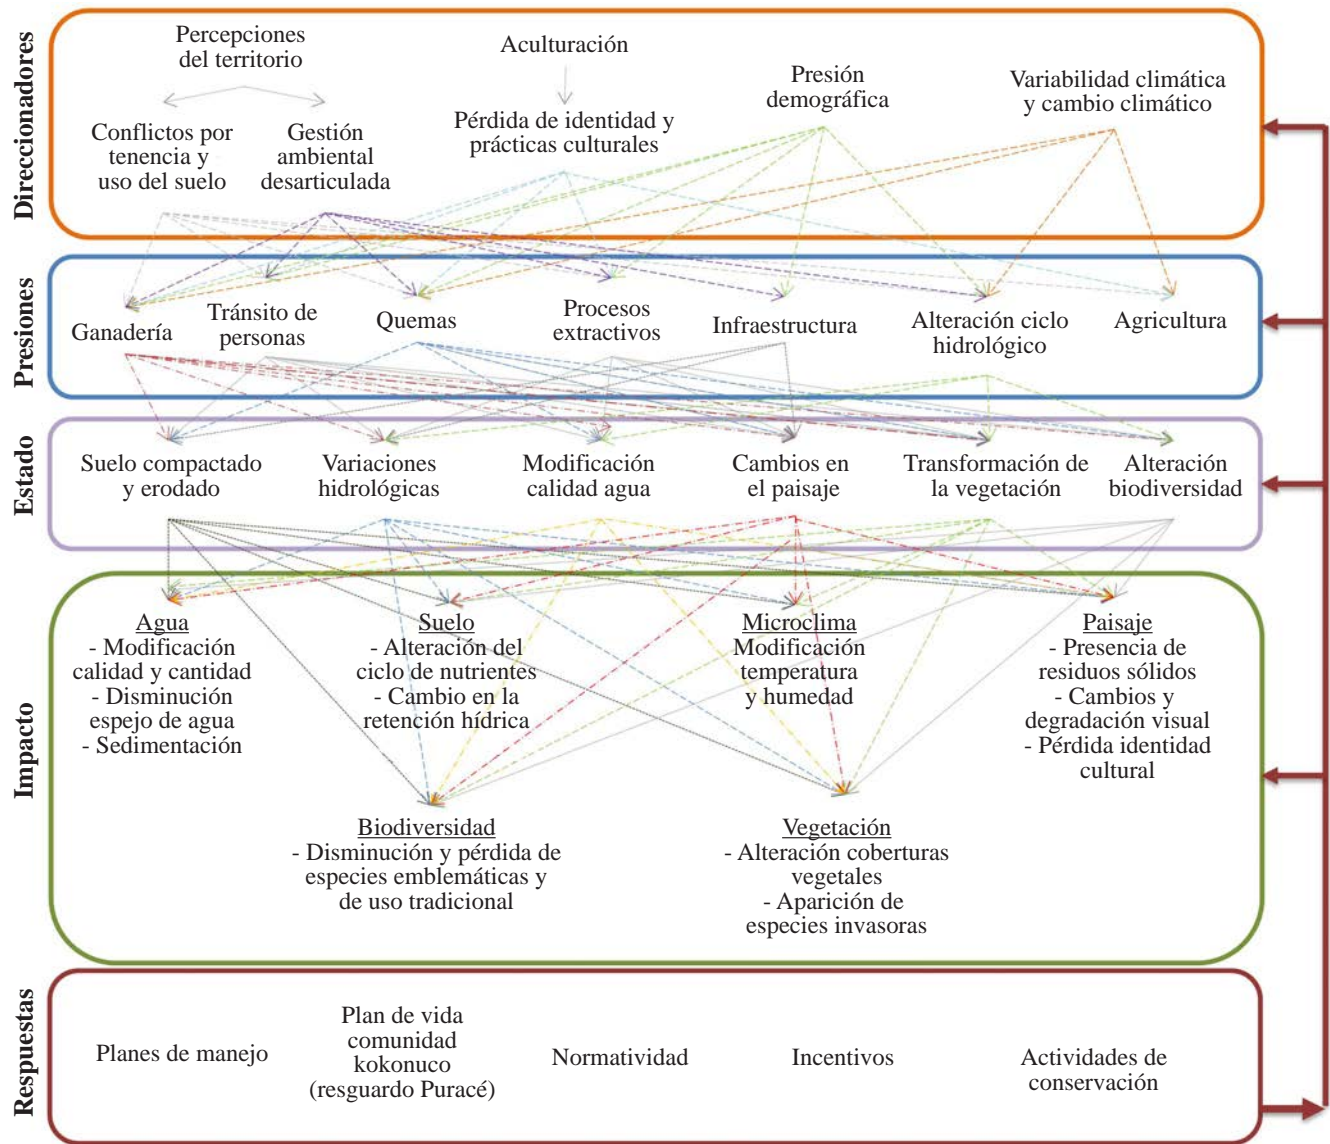 Direccionadores
Percepciones
del territorio
Aculturación
Presión
demográfica
Variabilidad climática
y cambio climático
Conflictos por
tenencia y
uso del suelo
Gestión
ambiental
desarticulada
Pérdida de identidad y
prácticas culturales
Presiones
Ganadería
Tránsito de
personas
Quemas
Procesos
extractivos
Infraestructura
Alteración ciclo
hidrológico
Agricultura
Estado
Suelo compactado
y erodado
Variaciones
hidrológicas
Modificación
calidad agua
Cambios en
el paisaje
Transformación de
la vegetación
Alteración
biodiversidad
Impacto
Agua
- Modificación
calidad y cantidad
- Disminución
espejo de agua
- Sedimentación
Suelo
- Alteración del
ciclo de nutrientes
- Cambio en la
retención hídrica
Microclima
Modificación
temperatura
y humedad
Paisaje
- Presencia de
residuos sólidos
- Cambios y
degradación visual
- Pérdida identidad
cultural
Biodiversidad
- Disminución y pérdida de
especies emblemáticas y
de uso tradicional
Vegetación
- Alteración coberturas
vegetales
- Aparición de
especies invasoras
Respuestas
Planes de manejo
Plan de vida
comunidad
kokonuco
(resguardo Puracé)
Normatividad
Incentivos
Actividades de
conservación